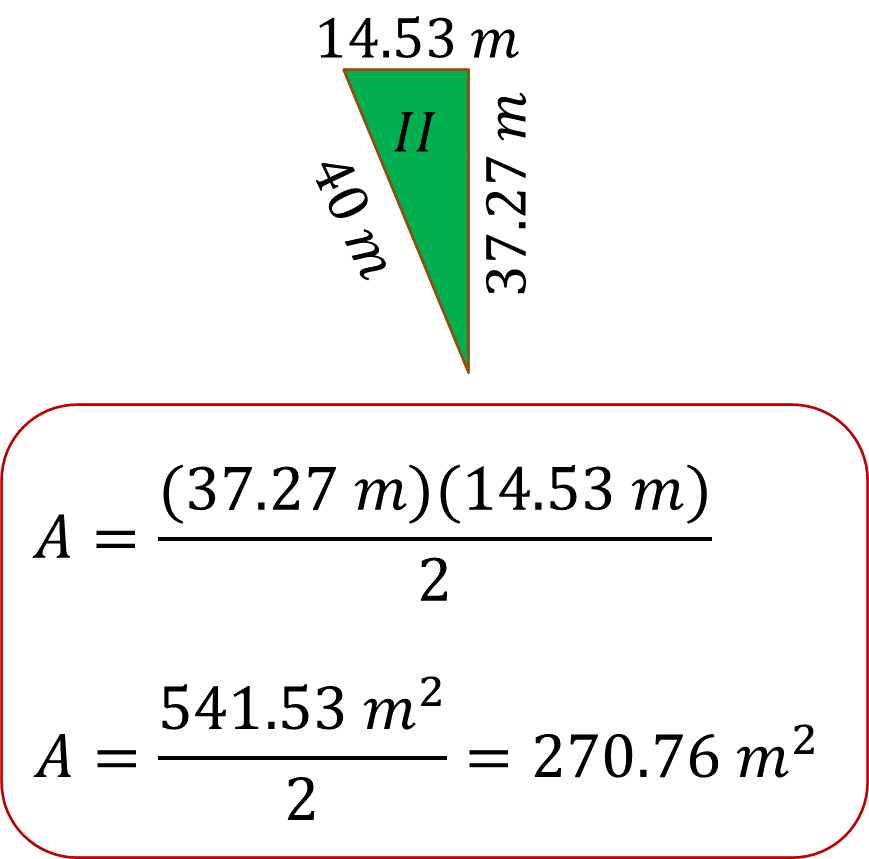 14.53 m
II
40 m
37.27 m
A = (37.27 m)(14.53 m) / 2
A = 541.53 m² / 2 = 270.76 m²